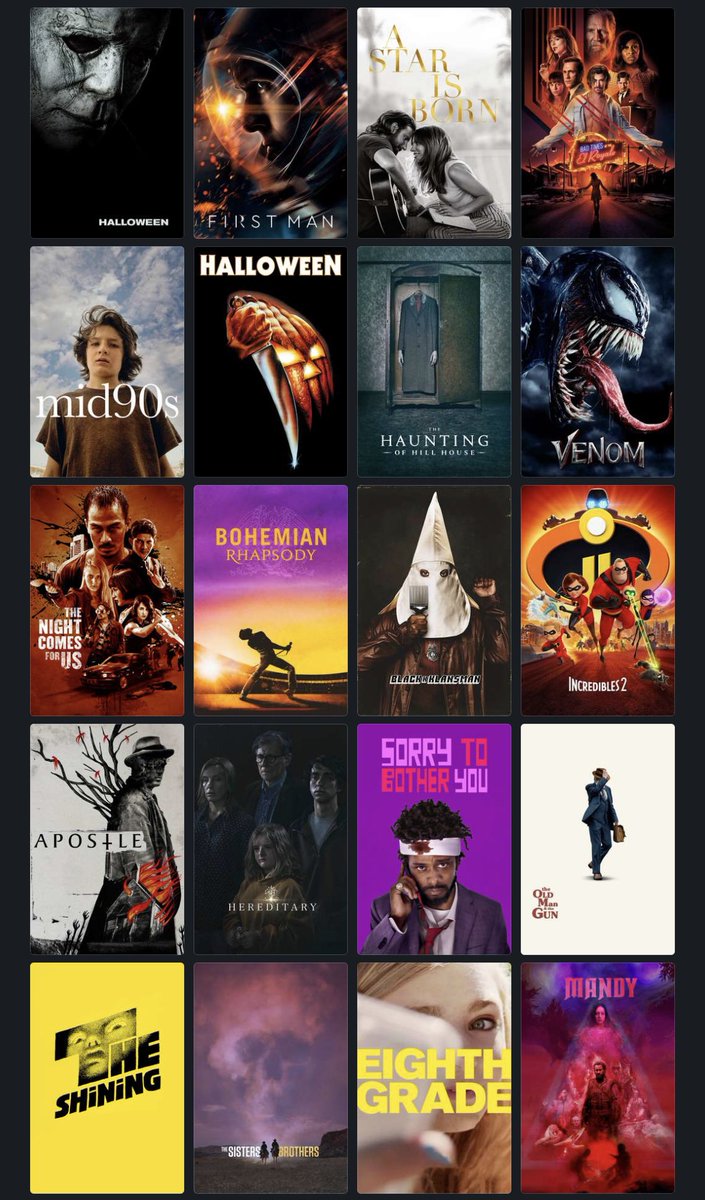 HALLOWEEN
FIRST MAN
A
STAR
IS
BORN
BAD TIMES
El Royale
mid90s
HALLOWEEN
THE
HAUNTING
OF HILL HOUSE
VENOM
THE
NIGHT
COMES
FOR US
BOHEMIAN
RHAPSODY
BLACKkKLANSMAN
INCREDIBLES 2
APOSTLE
HEREDITARY
SORRY TO
BOTHER YOU
the
OLD
MAN
& the
GUN
THE
SHiNiNG
THE SISTERS BROTHERS
EIGHTH
GRADE
MANDY